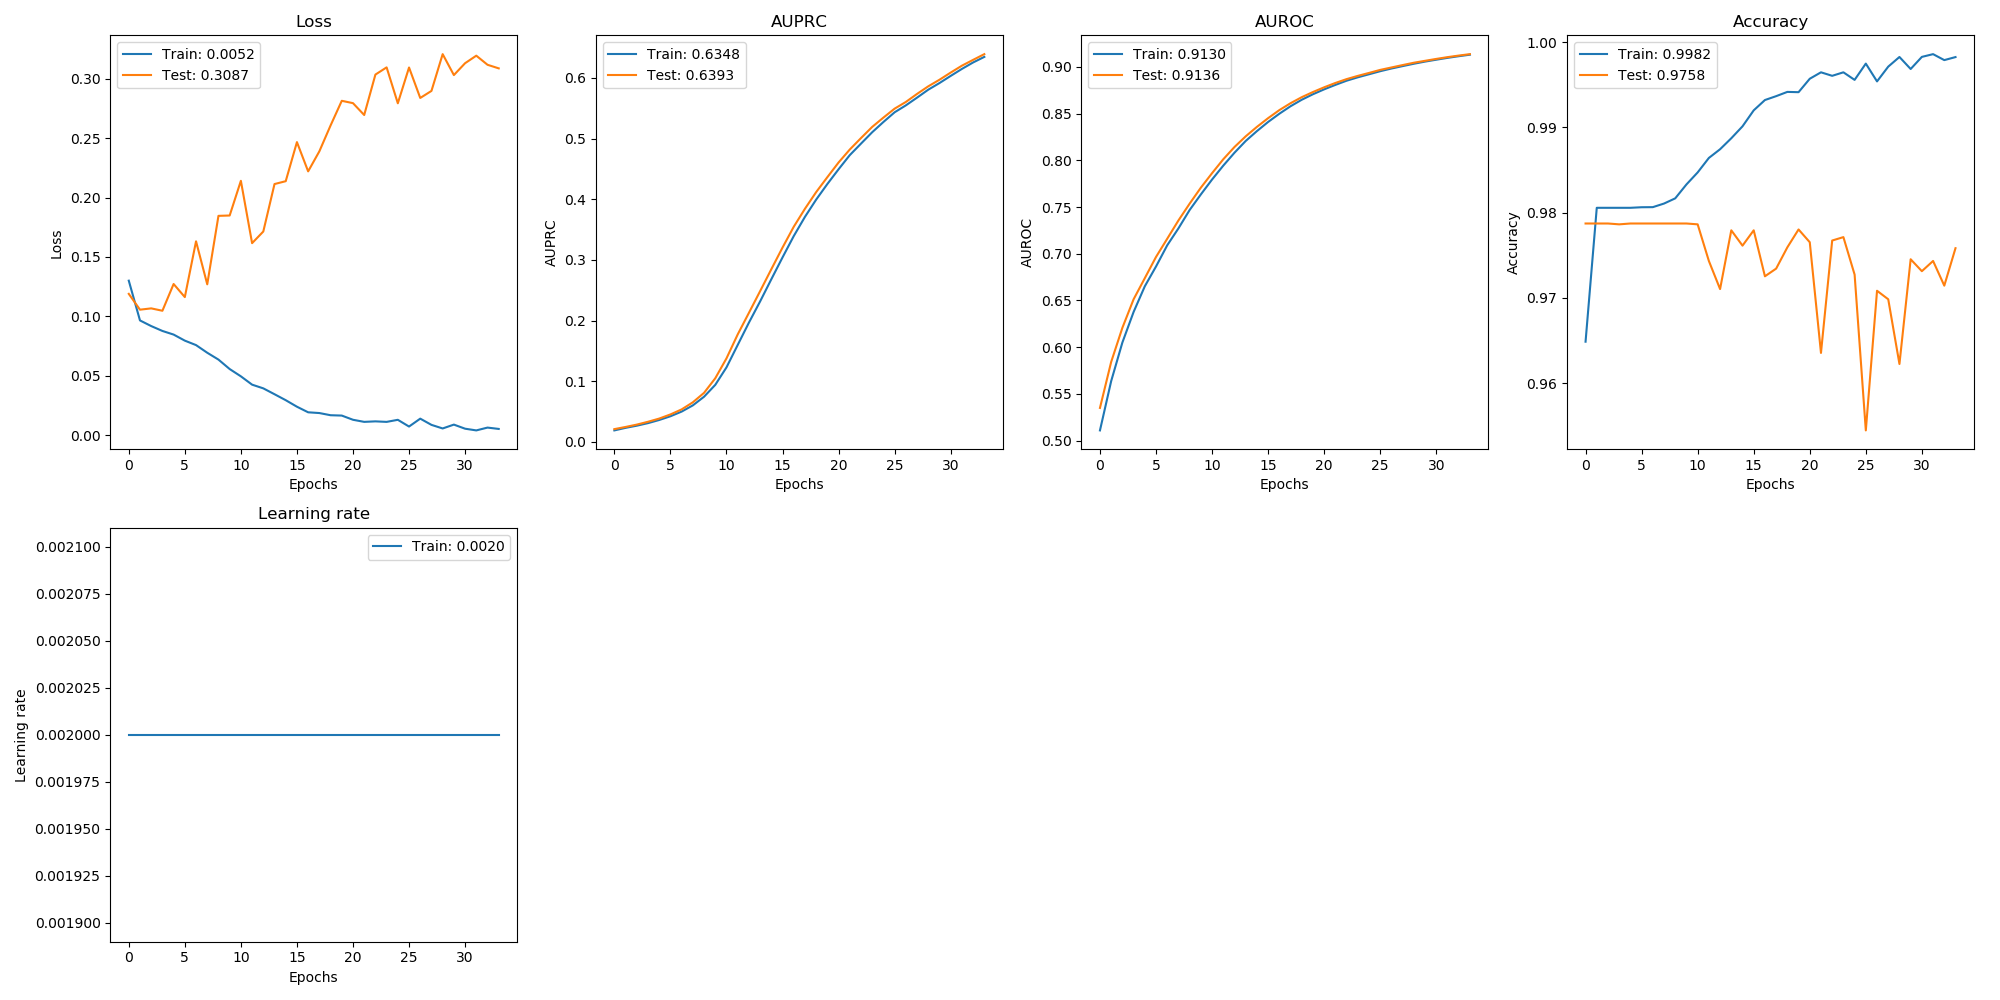 Loss
Train: 0.0052
Test: 0.3087
0.30
0.25
0.20
0.15
0.10
0.05
0.00
Loss
0 5 10 15 20 25 30
Epochs
AUPRC
Train: 0.6348
Test: 0.6393
0.6
0.5
0.4
0.3
0.2
0.1
0.0
AUPRC
0 5 10 15 20 25 30
Epochs
AUROC
Train: 0.9130
Test: 0.9136
0.90
0.85
0.80
0.75
0.70
0.65
0.60
0.55
0.50
AUROC
0 5 10 15 20 25 30
Epochs
Accuracy
Train: 0.9982
Test: 0.9758
1.00
0.99
0.98
0.97
0.96
Accuracy
0 5 10 15 20 25 30
Epochs
Learning rate
Train: 0.0020
0.002100
0.002075
0.002050
0.002025
0.002000
0.001975
0.001950
0.001925
0.001900
Learning rate
0 5 10 15 20 25 30
Epochs